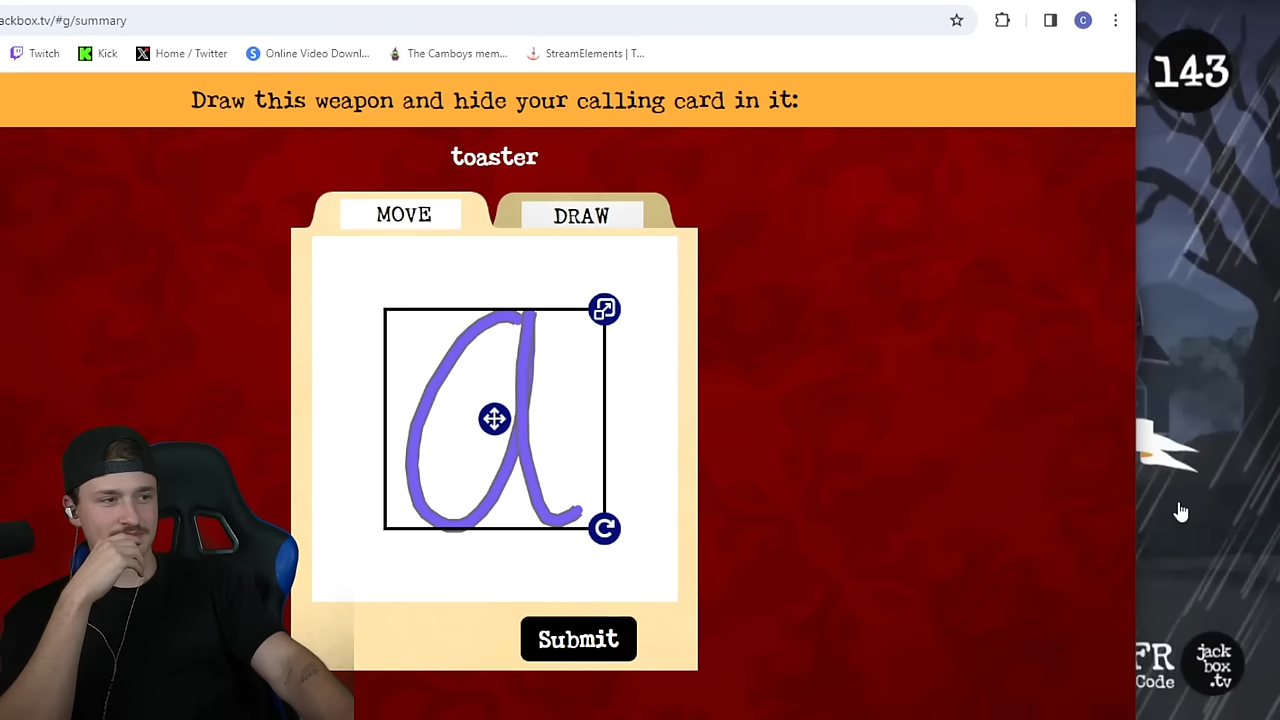 ackbox.tv/#g/summary
C
Twitch
Kick
Home / Twitter
Online Video Downl...
The Camboys mem...
StreamElements | T...
Draw this weapon and hide your calling card in it:
143
toaster
MOVE
DRAW
a
Submit
FR
Code
jack
box
.tv